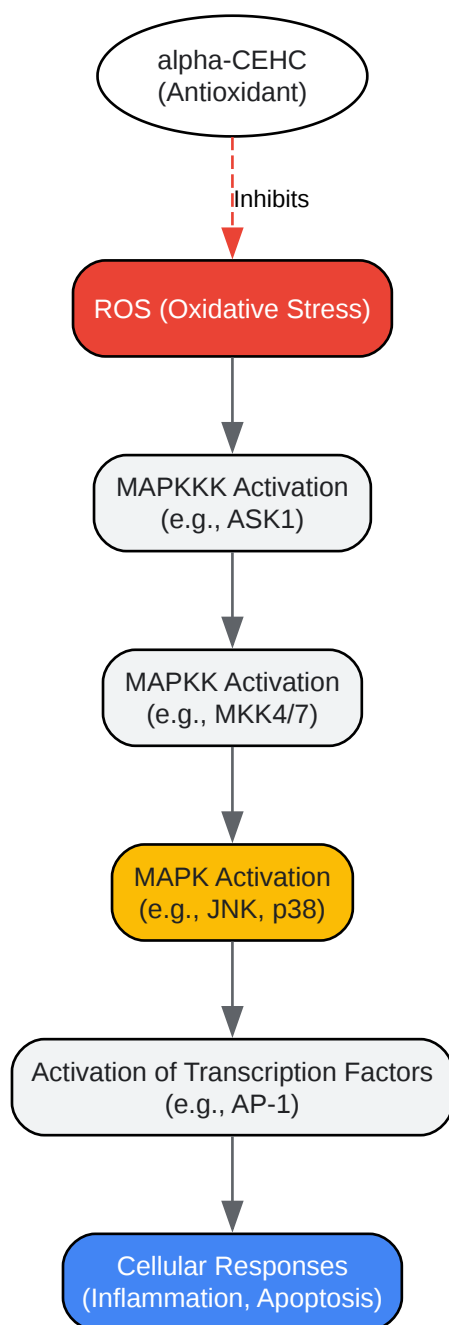 alpha-CEHC
(Antioxidant)
Inhibits
ROS (Oxidative Stress)
MAPKKK Activation
(e.g., ASK1)
MAPKK Activation
(e.g., MKK4/7)
MAPK Activation
(e.g., JNK, p38)
Activation of Transcription Factors
(e.g., AP-1)
Cellular Responses
(Inflammation, Apoptosis)